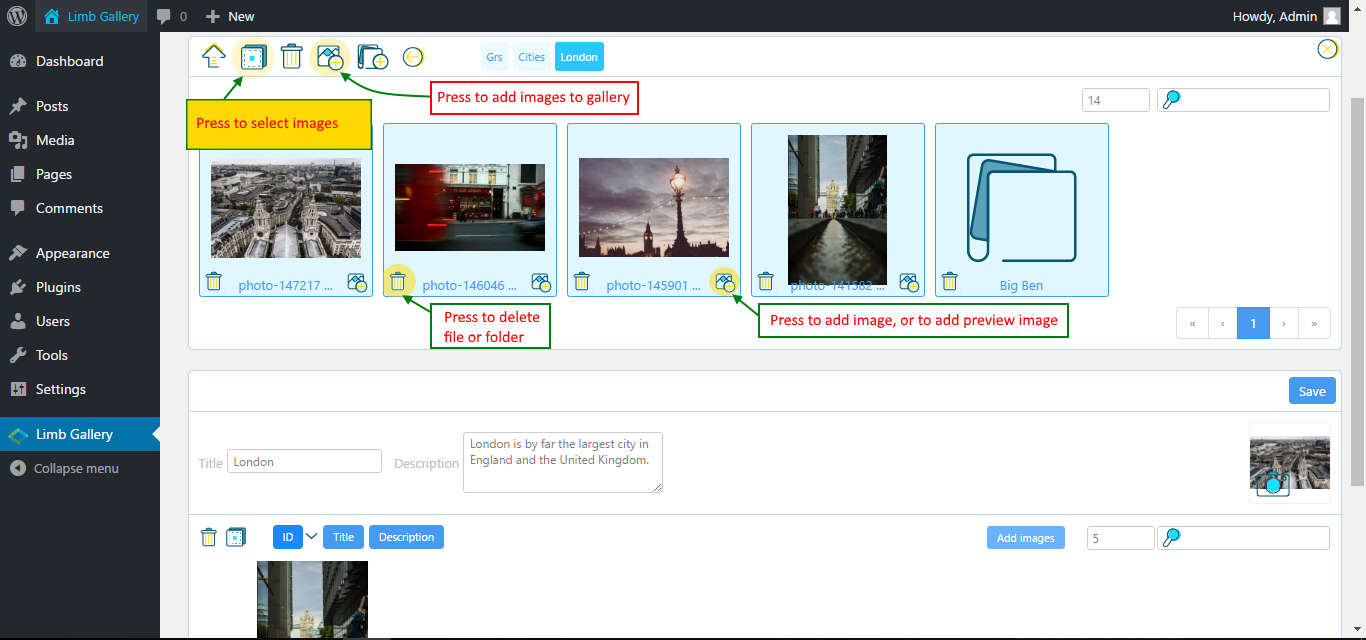 Limb Gallery
0
New
Howdy, Admin
Dashboard
Posts
Media
Pages
Comments
Appearance
Plugins
Users
Tools
Settings
Limb Gallery
Collapse menu
Grs
Cities
London
Press to add images to gallery
Press to select images
14
photo-147217 ...
photo-146046 ...
photo-145901 ...
photo-141582 ...
Big Ben
Press to delete
file or folder
Press to add image, or to add preview image
«
‹
1
›
»
Save
Title
London
Description
London is by far the largest city in
England and the United Kingdom.
ID
Title
Description
Add images
5